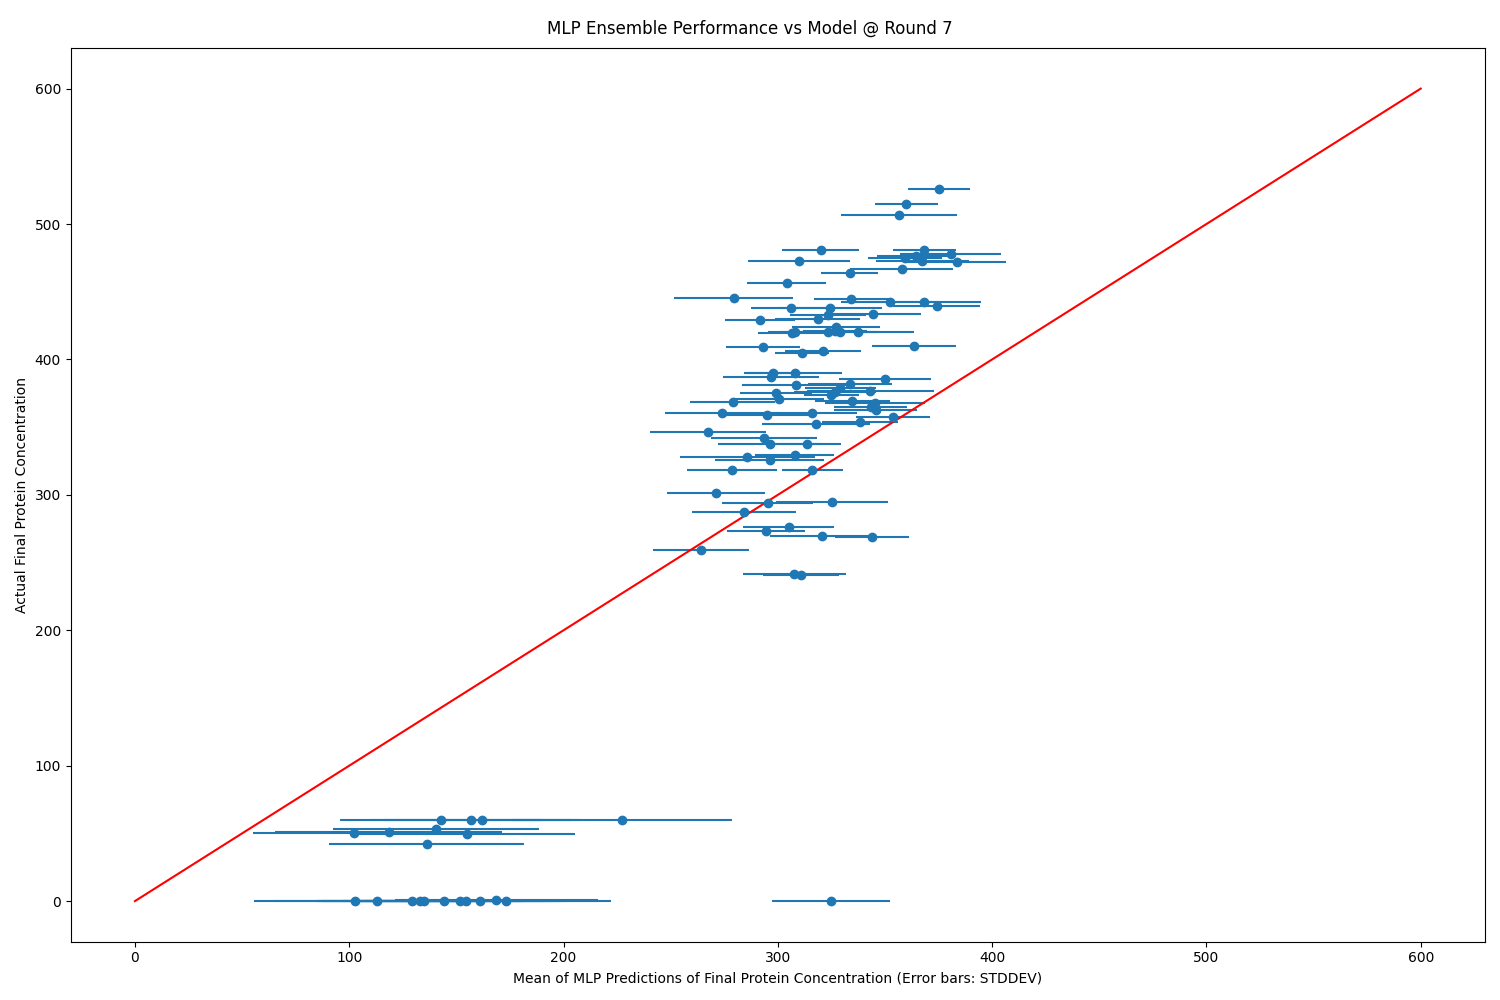 MLP Ensemble Performance vs Model @ Round 7
600
500
400
300
200
100
0
Actual Final Protein Concentration
0 100 200 300 400 500 600
Mean of MLP Predictions of Final Protein Concentration (Error bars: STDDEV)